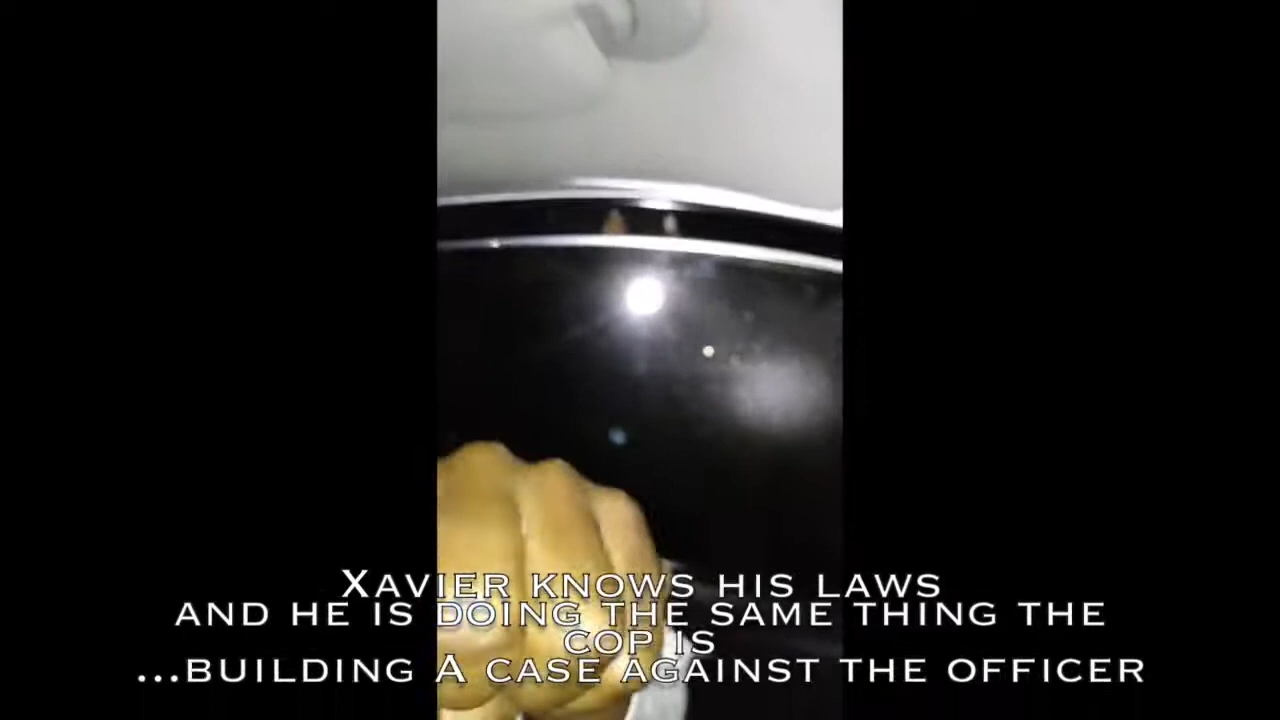 XAVIER KNOWS HIS LAWS
AND HE IS DOING THE SAME THING THE
COP IS
...BUILDING A CASE AGAINST THE OFFICER